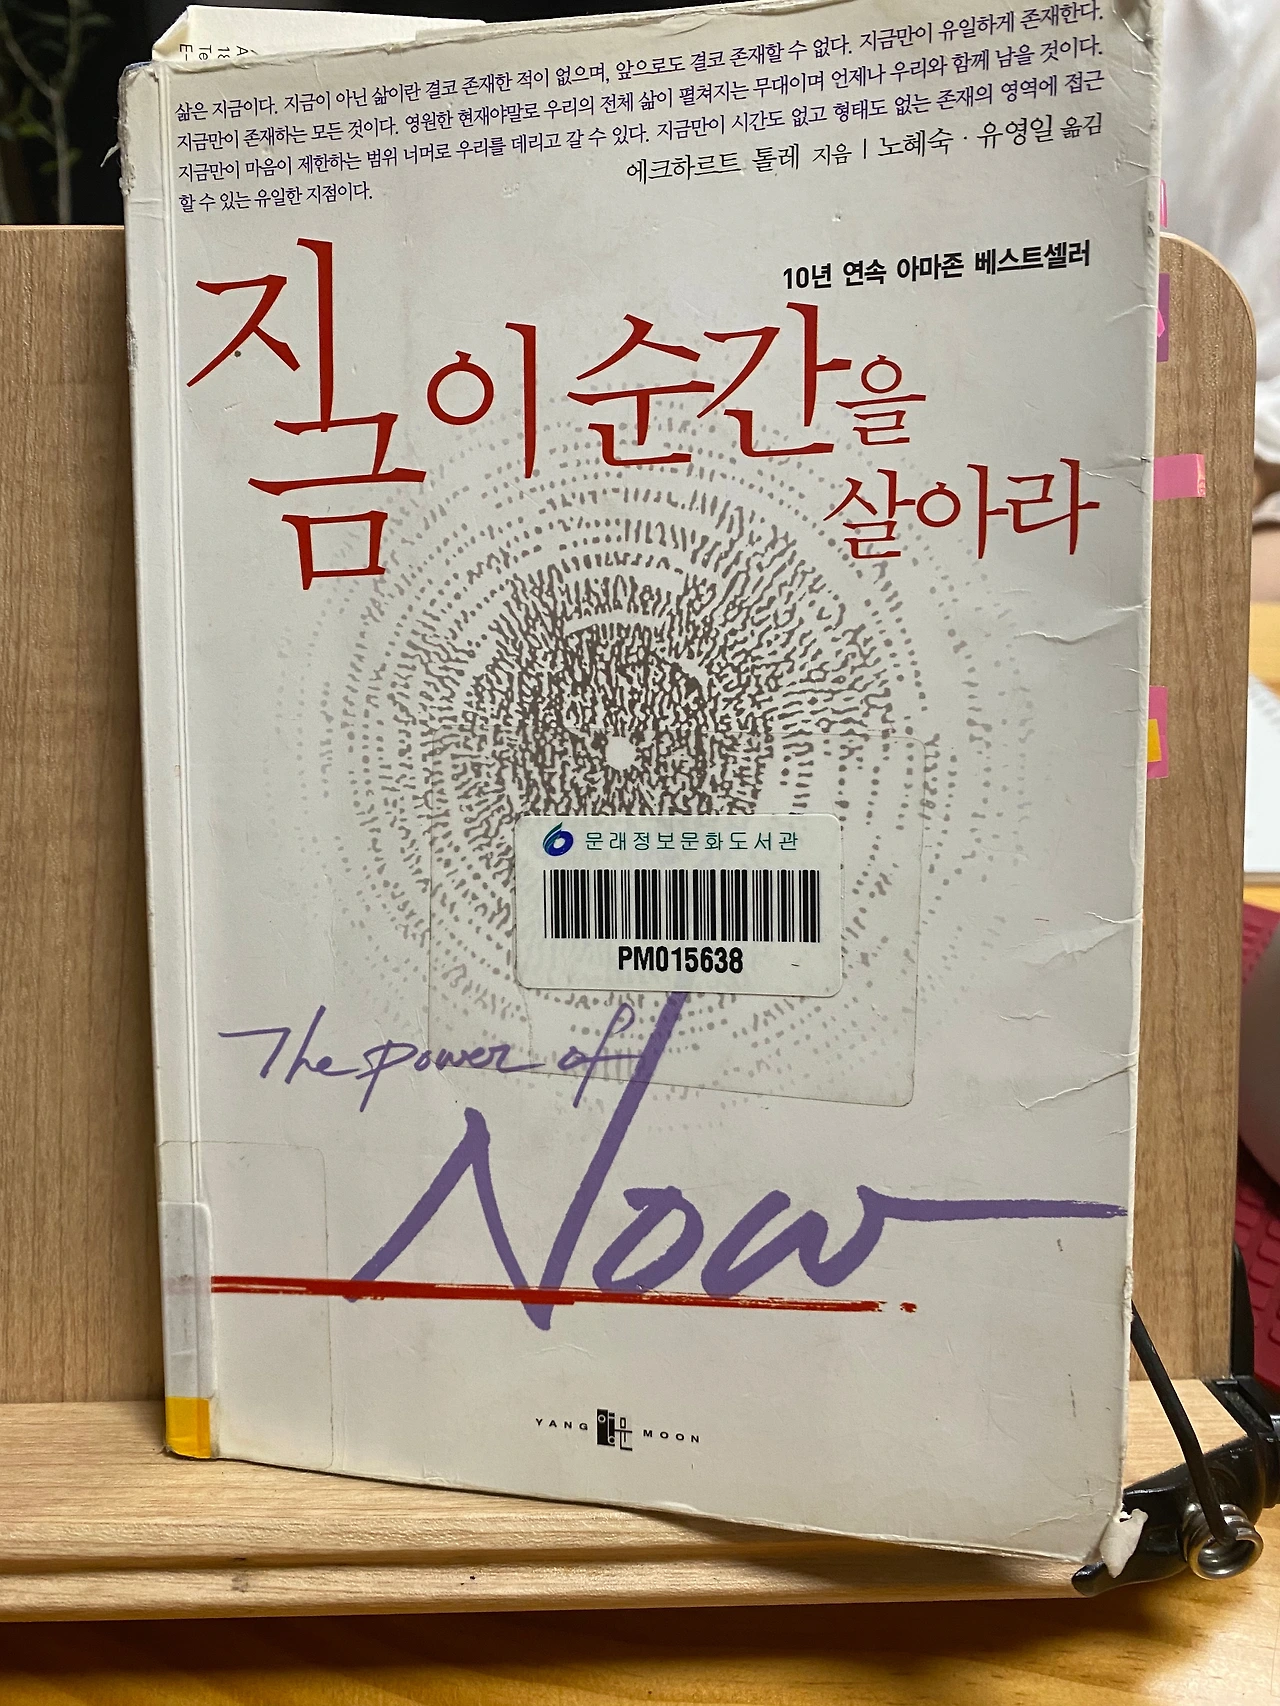 삶은 지금이다. 지금이 아닌 삶이란 결코 존재한 적이 없으며, 앞으로도 결코 존재할 수 없다. 지금만이 유일하게 존재한다.
지금만이 존재하는 모든 것이다. 영원한 현재야말로 우리의 전체 삶이 펼쳐지는 무대이며 언제나 우리와 함께 남을 것이다.
지금만이 마음이 제한하는 범위 너머로 우리를 데리고 갈 수 있다. 지금만이 시간도 없고 형태도 없는 존재의 영역에 접근
할 수 있는 유일한 지점이다.
에크하르트 톨레 지음 | 노혜숙 · 유영일 옮김
10년 연속 아마존 베스트셀러
지금 이 순간을
살아라
문래정보문화도서관
PM015638
The power of
Now
YANG 양문 MOON